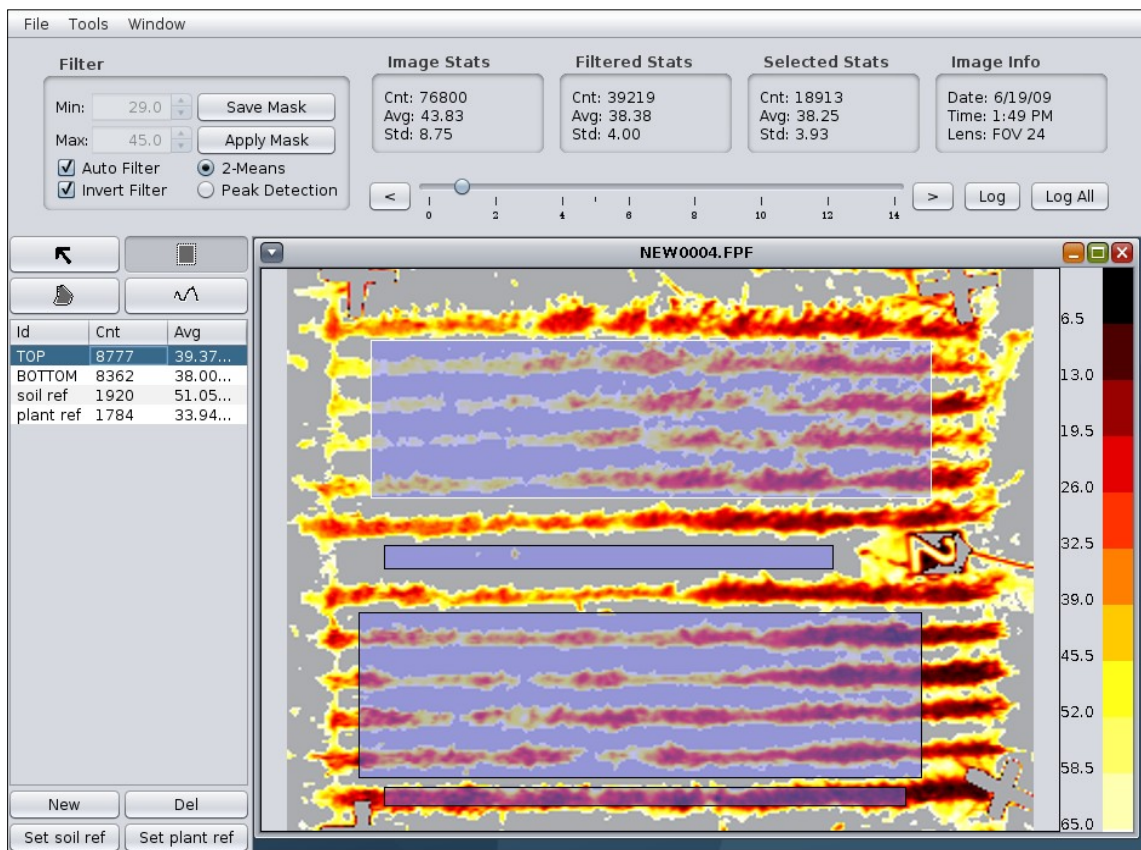 File Tools Window
Filter
Min: 29.0 Save Mask
Max: 45.0 Apply Mask
Auto Filter 2-Means
Invert Filter Peak Detection
Image Stats
Cnt: 76800
Avg: 43.83
Std: 8.75
Filtered Stats
Cnt: 39219
Avg: 38.38
Std: 4.00
Selected Stats
Cnt: 18913
Avg: 38.25
Std: 3.93
Image Info
Date: 6/19/09
Time: 1:49 PM
Lens: FOV 24
< 0 2 4 6 8 10 12 14 > Log Log All
Id Cnt Avg
TOP 8777 39.37...
BOTTOM 8362 38.00...
soil ref 1920 51.05...
plant ref 1784 33.94...
New Del
Set soil ref Set plant ref
NEW0004.FPF
2
6.5
13.0
19.5
26.0
32.5
39.0
45.5
52.0
58.5
65.0